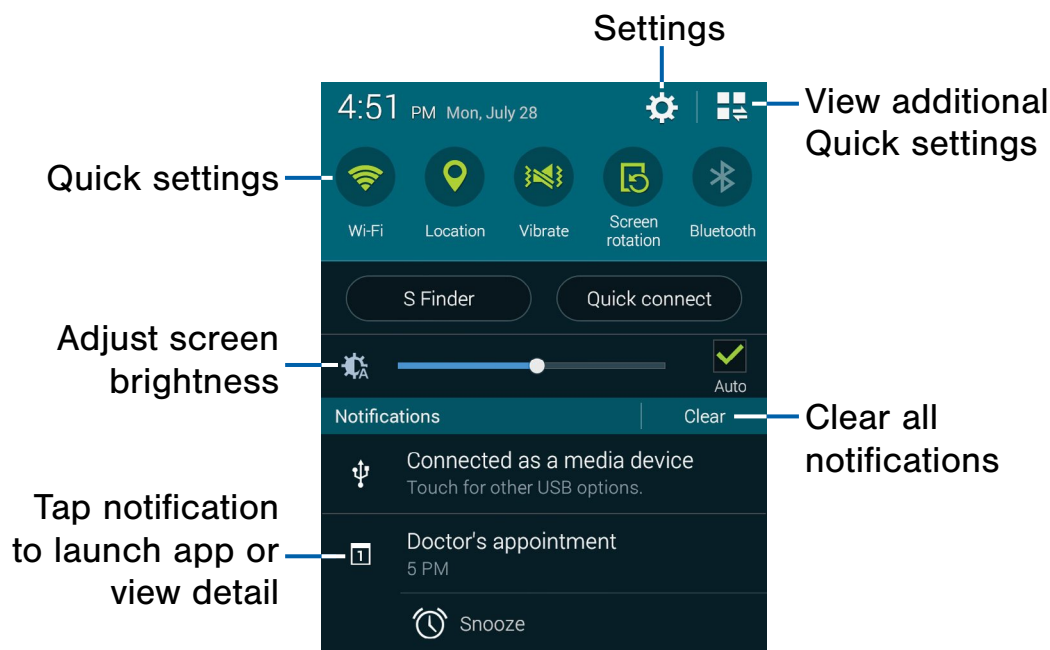 Settings
4:51 PM Mon, July 28
View additional
Quick settings
Quick settings
Wi-Fi
Location
Vibrate
Screen
rotation
Bluetooth
S Finder
Quick connect
Adjust screen
brightness
A
Auto
Notifications
Clear
Clear all
notifications
Connected as a media device
Touch for other USB options.
Tap notification
to launch app or
view detail
1
Doctor's appointment
5 PM
Snooze